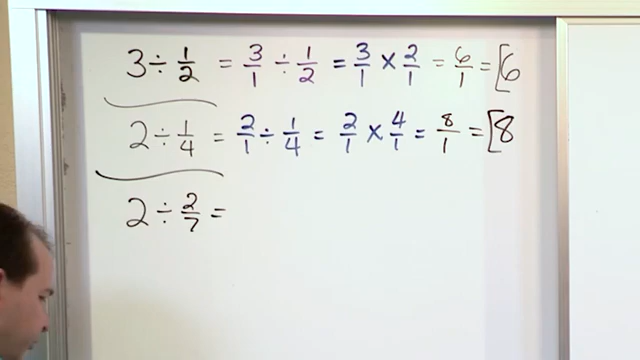 3 ÷ 1/2 = 3/1 ÷ 1/2 = 3/1 × 2/1 = 6/1 = [6
2 ÷ 1/4 = 2/1 ÷ 1/4 = 2/1 × 4/1 = 8/1 = [8
2 ÷ 2/7 =